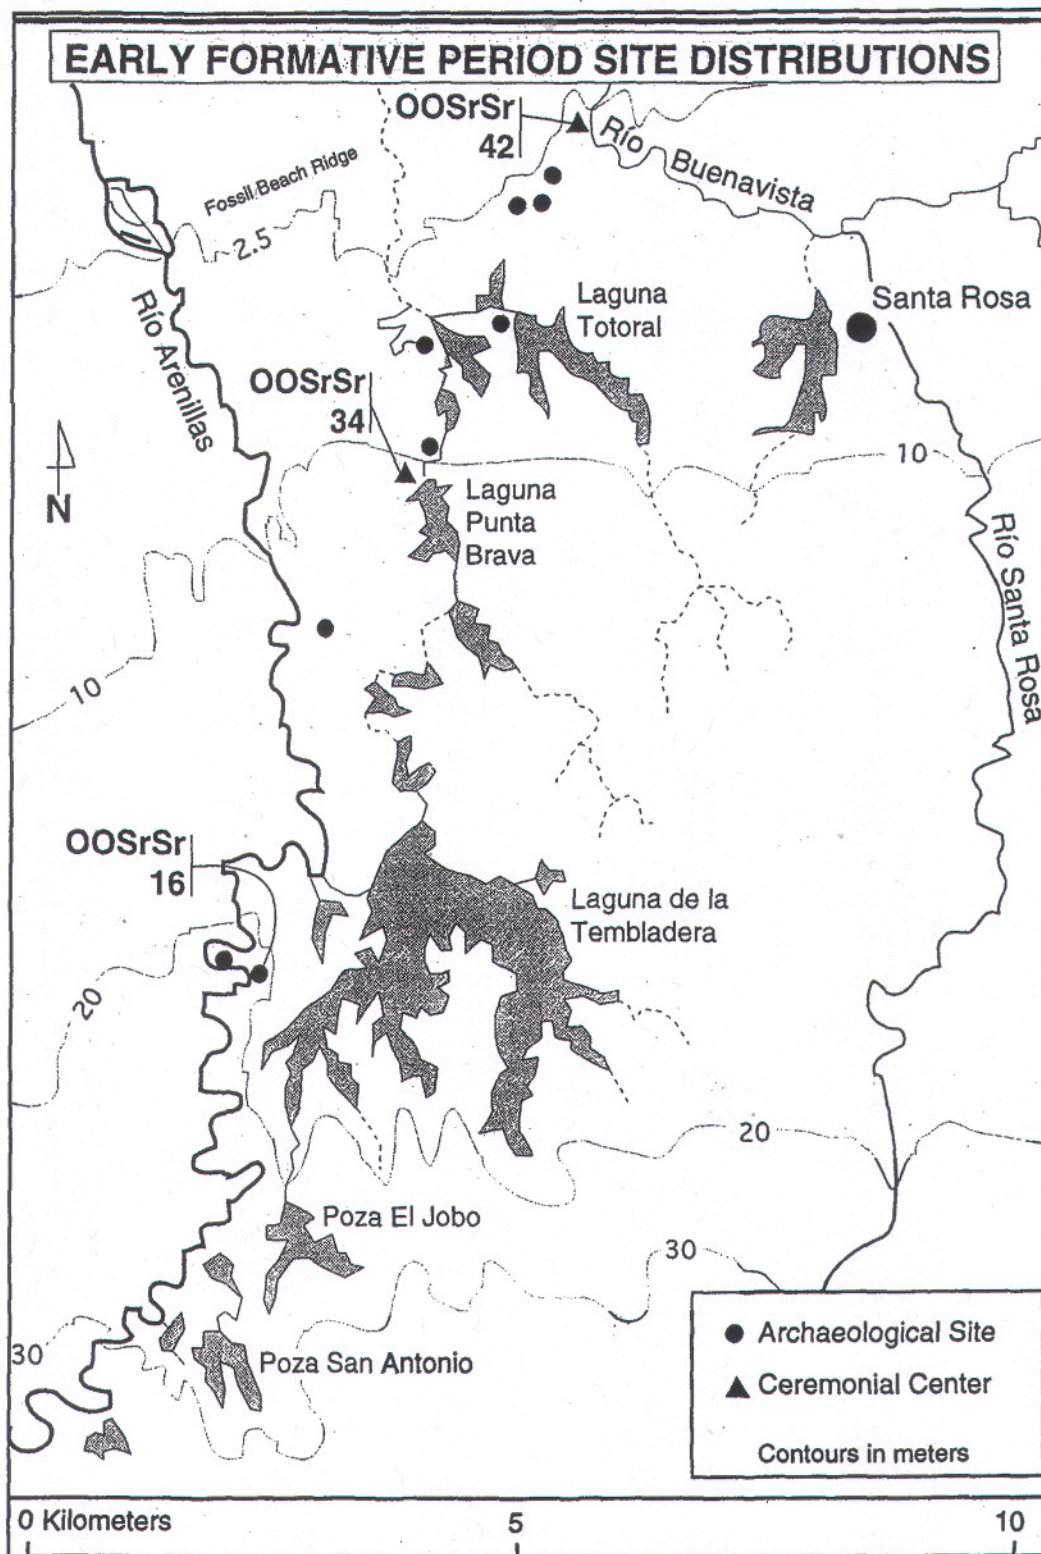 EARLY FORMATIVE PERIOD SITE DISTRIBUTIONS
OOSrSr
42
Río Buenavista
Fossil Beach Ridge
2.5
Laguna
Totoral
Santa Rosa
Río Arenillas
OOSrSr
34
10
Laguna
Punta
Brava
N
Río Santa Rosa
10
OOSrSr
16
Laguna de la
Tembladera
20
20
Poza El Jobo
30
30
Poza San Antonio
Archaeological Site
Ceremonial Center
Contours in meters
0 Kilometers
5
10